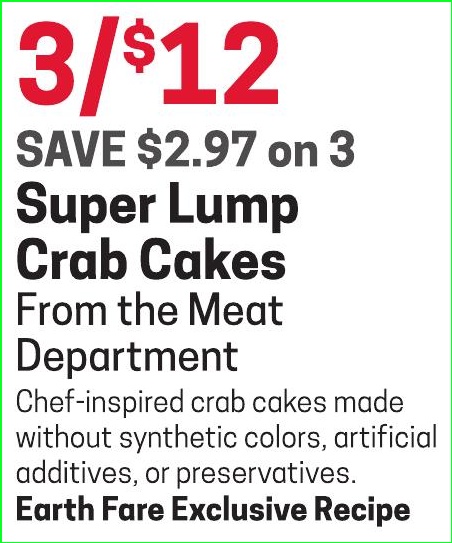 3/$12
SAVE $2.97 on 3
Super Lump
Crab Cakes
From the Meat
Department
Chef-inspired crab cakes made
without synthetic colors, artificial
additives, or preservatives.
Earth Fare Exclusive Recipe